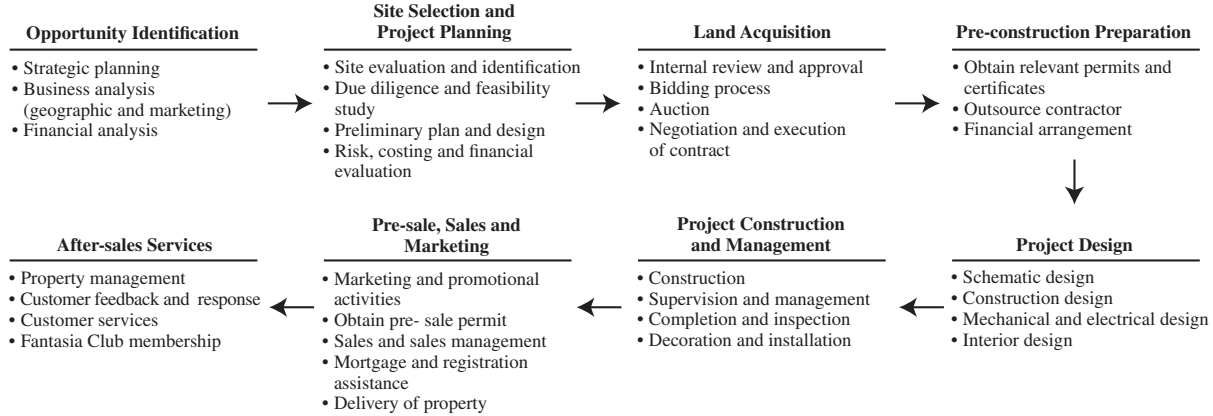 Opportunity Identification
• Strategic planning
• Business analysis
(geographic and marketing)
• Financial analysis
Site Selection and
Project Planning
• Site evaluation and identification
• Due diligence and feasibility
study
• Preliminary plan and design
• Risk, costing and financial
evaluation
Land Acquisition
• Internal review and approval
• Bidding process
• Auction
• Negotiation and execution
of contract
Pre-construction Preparation
• Obtain relevant permits and
certificates
• Outsource contractor
• Financial arrangement
Project Design
• Schematic design
• Construction design
• Mechanical and electrical design
• Interior design
Project Construction
and Management
• Construction
• Supervision and management
• Completion and inspection
• Decoration and installation
Pre-sale, Sales and
Marketing
• Marketing and promotional
activities
• Obtain pre- sale permit
• Sales and sales management
• Mortgage and registration
assistance
• Delivery of property
After-sales Services
• Property management
• Customer feedback and response
• Customer services
• Fantasia Club membership